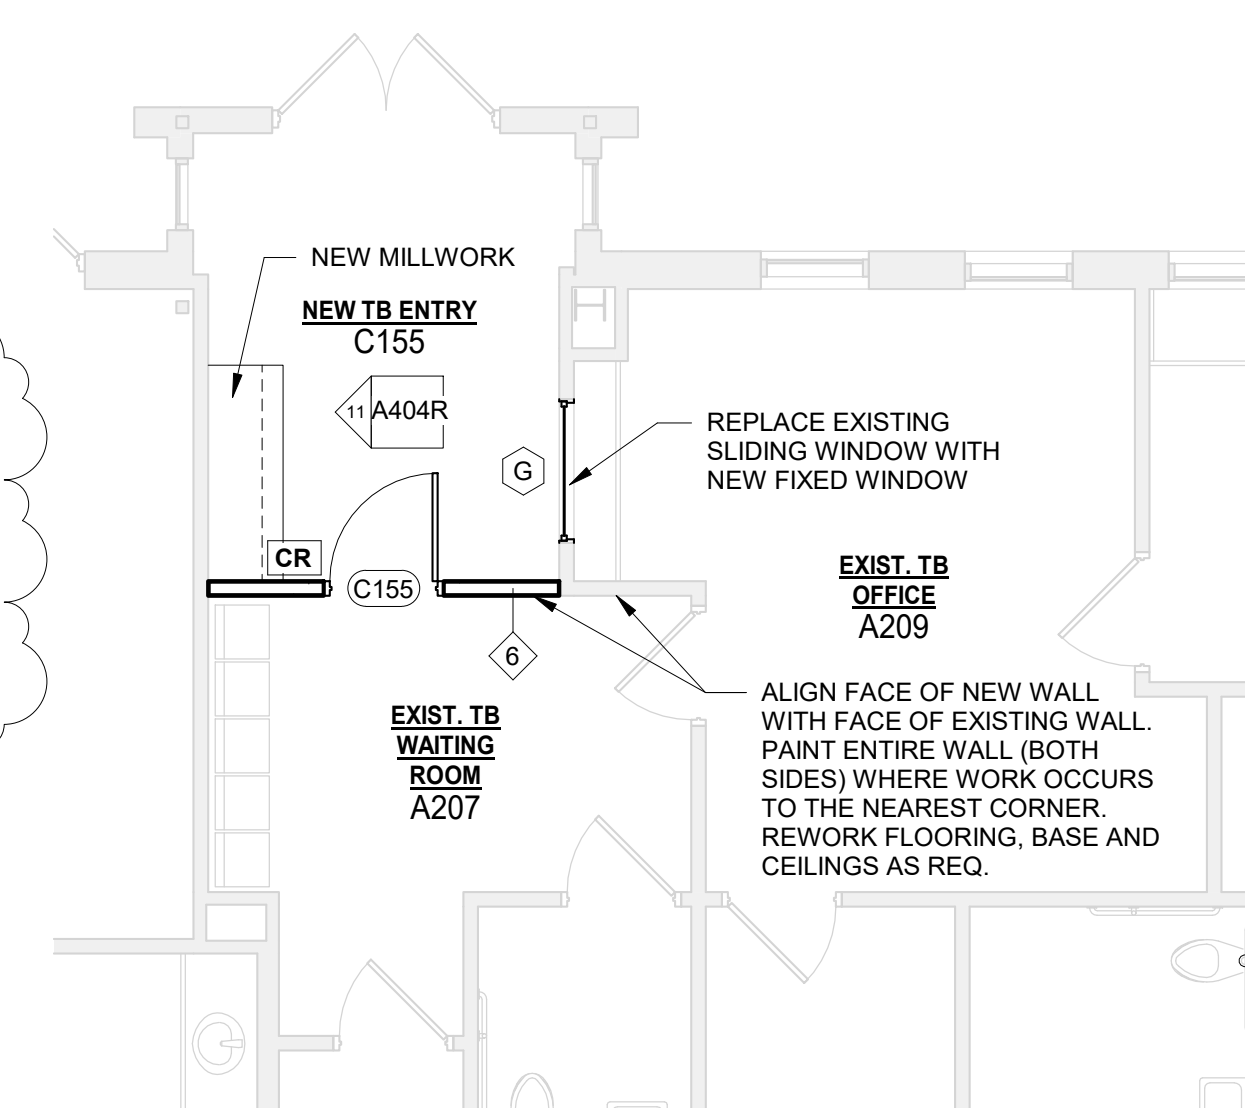 NEW MILLWORK
NEW TB ENTRY
C155
11
A404R
G
REPLACE EXISTING
SLIDING WINDOW WITH
NEW FIXED WINDOW
CR
C155
6
EXIST. TB
OFFICE
A209
EXIST. TB
WAITING
ROOM
A207
ALIGN FACE OF NEW WALL
WITH FACE OF EXISTING WALL.
PAINT ENTIRE WALL (BOTH
SIDES) WHERE WORK OCCURS
TO THE NEAREST CORNER.
REWORK FLOORING, BASE AND
CEILINGS AS REQ.